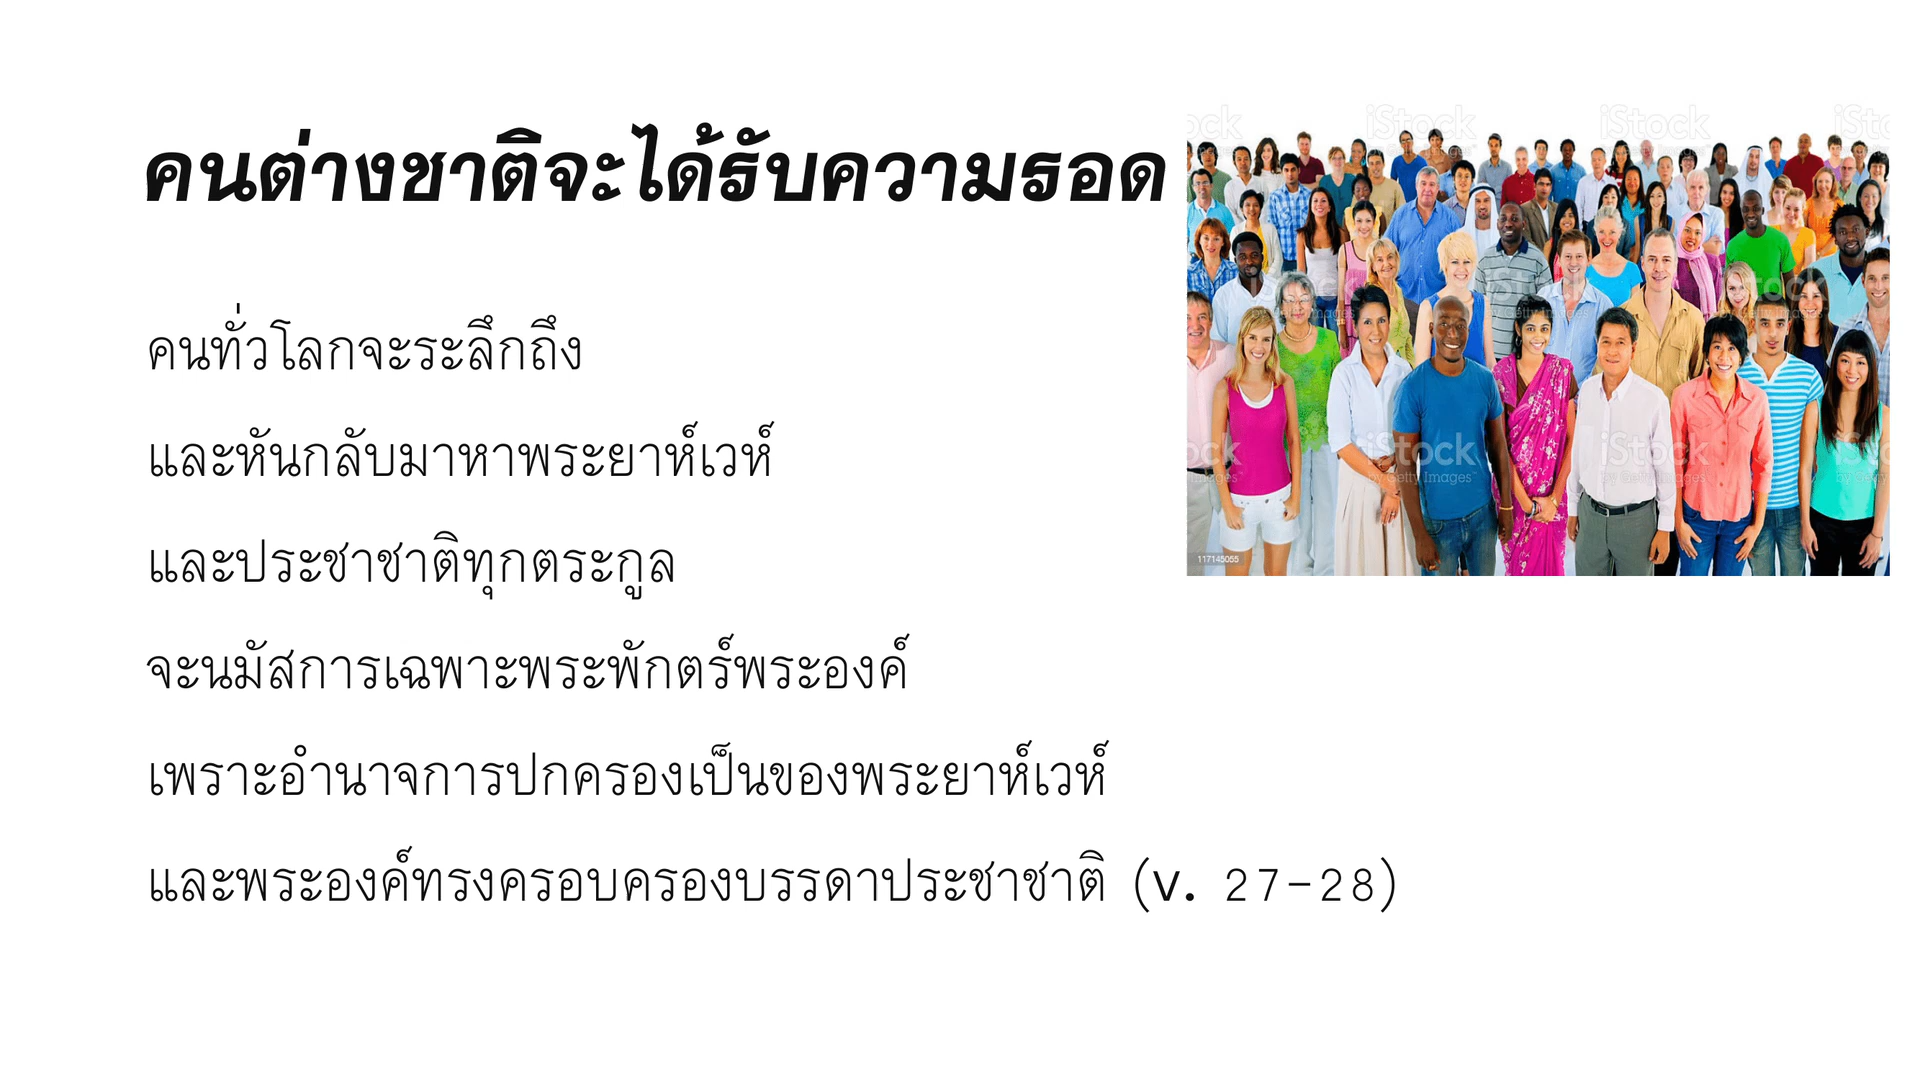 คนต่างชาติจะได้รับความรอด
คนทั่วโลกจะระลึกถึง
และหันกลับมาหาพระยาห์เวห์
และประชาชาติทุกตระกูล
จะนมัสการเฉพาะพระพักตร์พระองค์
เพราะอำนาจการปกครองเป็นของพระยาห์เวห์
และพระองค์ทรงครอบครองบรรดาประชาชาติ (v. 27-28)
iStock
by Getty Images™
117145055